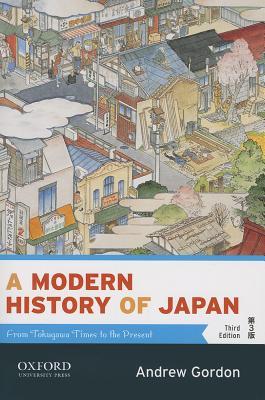 A MODERN
HISTORY OF JAPAN
From Tokugawa Times to the Present
Third
Edition
第3版
OXFORD
UNIVERSITY PRESS
Andrew Gordon